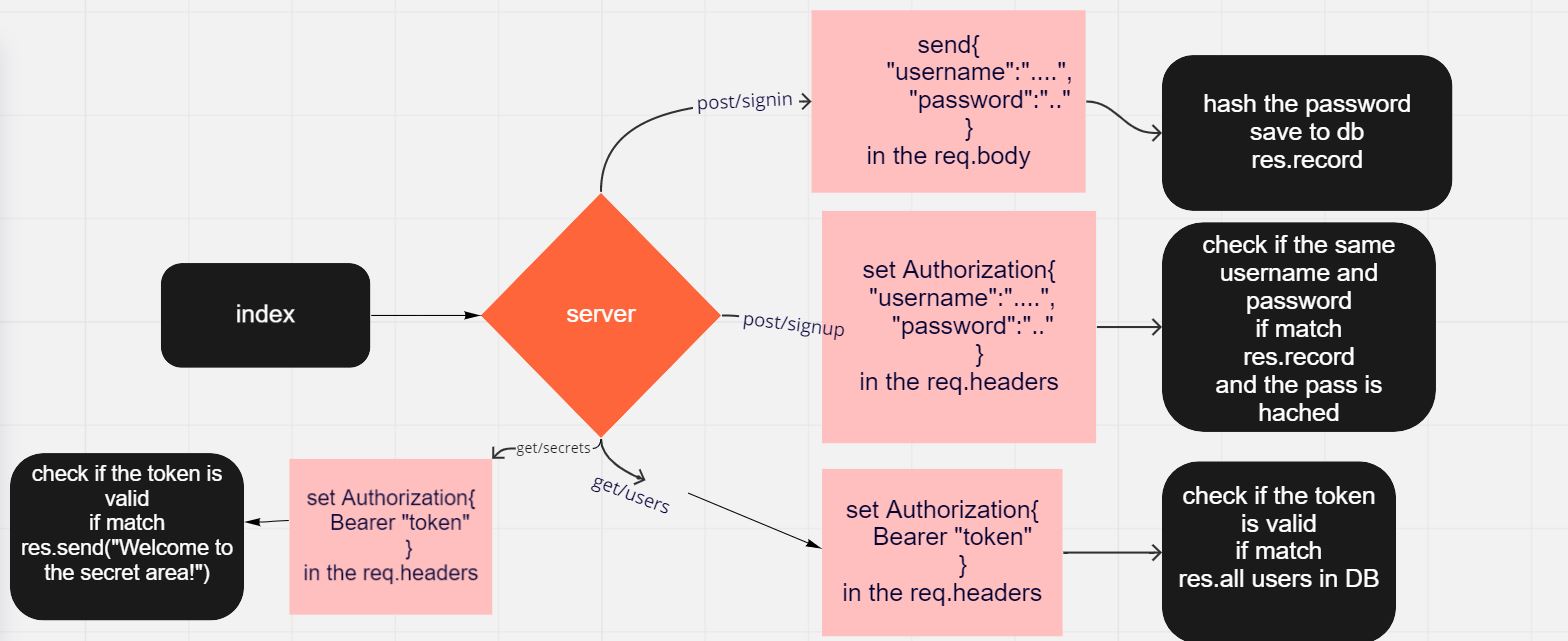 send{
"username":"....",
"password":".."
}
in the req.body
post/signin
hash the password
save to db
res.record
index
server
post/signup
set Authorization{
"username":"....",
"password":".."
}
in the req.headers
check if the same
username and
password
if match
res.record
and the pass is
hached
get/secrets
get/users
check if the token is
valid
if match
res.send("Welcome to
the secret area!")
set Authorization{
Bearer "token"
}
in the req.headers
set Authorization{
Bearer "token"
}
in the req.headers
check if the token
is valid
if match
res.all users in DB